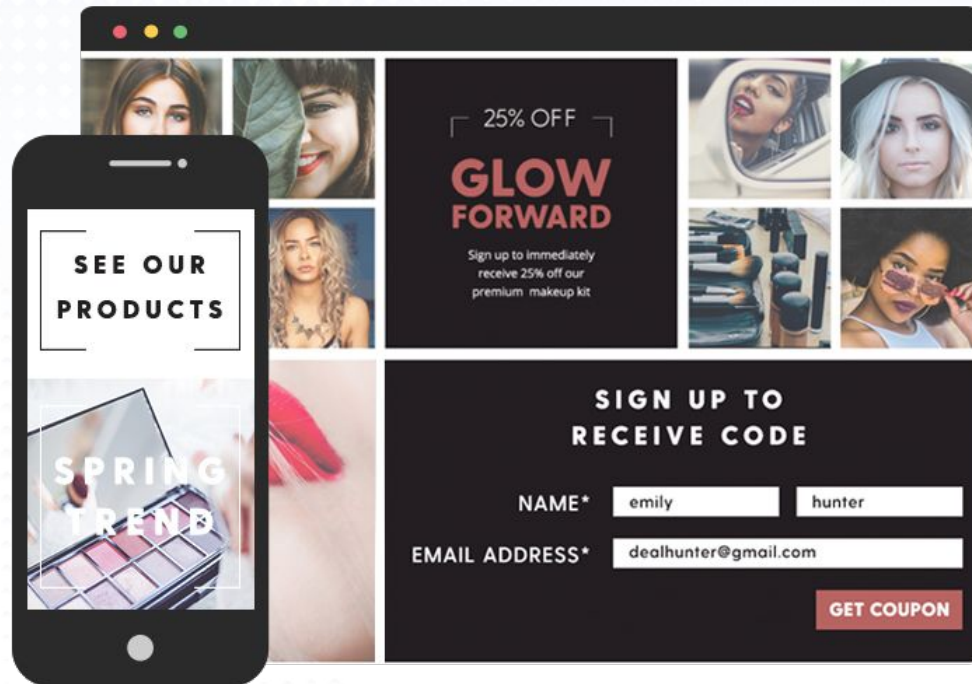 25% OFF
GLOW
FORWARD
Sign up to immediately
receive 25% off our
premium makeup kit
SEE OUR
PRODUCTS
SPRING
TREND
SIGN UP TO
RECEIVE CODE
NAME* emily hunter
EMAIL ADDRESS* dealhunter@gmail.com
GET COUPON